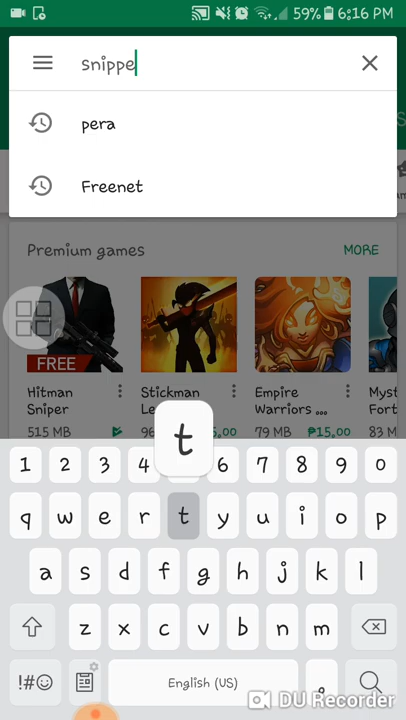 59% 6:16 PM
snippe
pera
Freenet
Premium games MORE
FREE
Hitman Sniper
515 MB
Stickman Le
96 5.00
Empire Warriors ...
79 MB ₱15.00
Myst Fort
83 M
t
1 2 3 4 6 7 8 9 0
q w e r t y u i o p
a s d f g h j k l
z x c v b n m
!#☺ English (US) .
DU Recorder